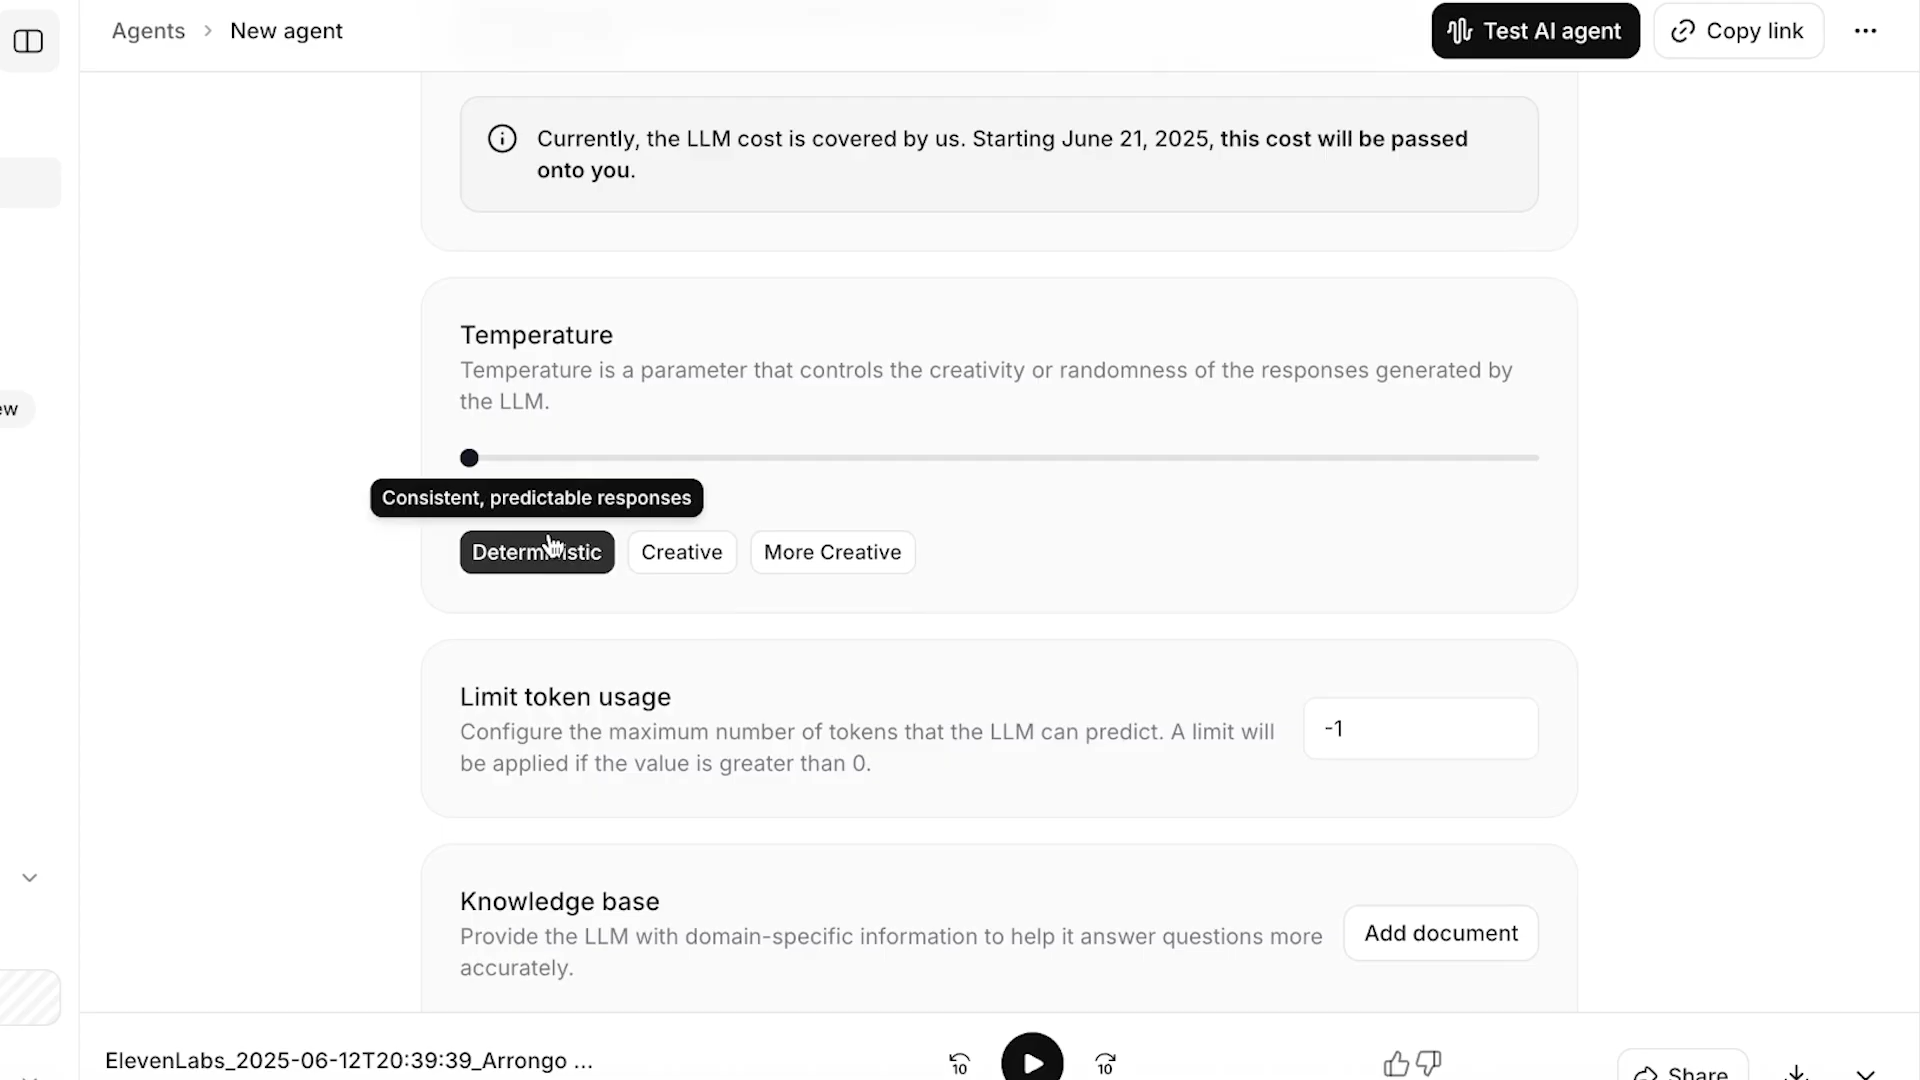 Agents > New agent
Test AI agent
Copy link
Currently, the LLM cost is covered by us. Starting June 21, 2025, this cost will be passed
onto you.
Temperature
Temperature is a parameter that controls the creativity or randomness of the responses generated by
the LLM.
Consistent, predictable responses
Deterministic
Creative
More Creative
ew
Limit token usage
Configure the maximum number of tokens that the LLM can predict. A limit will
be applied if the value is greater than 0.
-1
Knowledge base
Provide the LLM with domain-specific information to help it answer questions more
accurately.
Add document
ElevenLabs_2025-06-12T20:39:39_Arrongo ...
10
10
Share